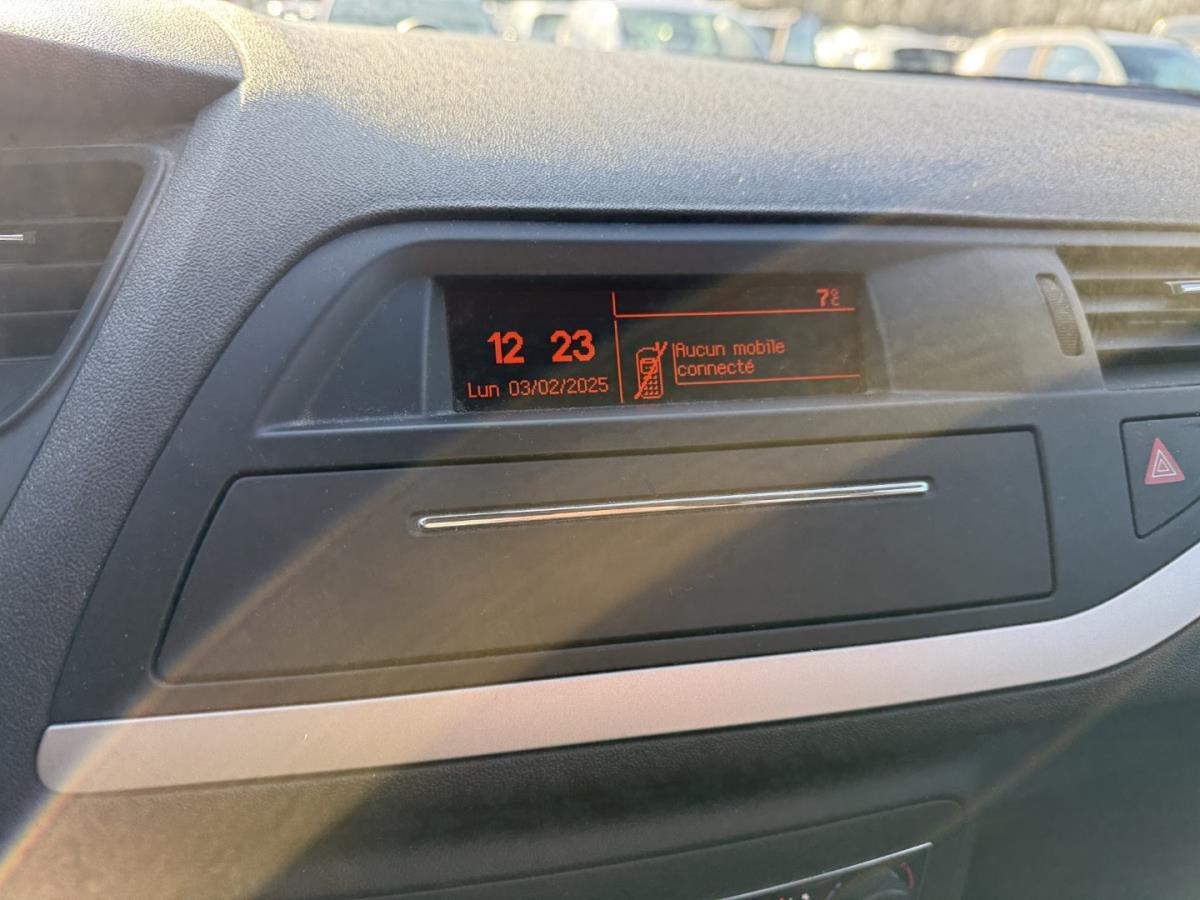 7°C
12 23
Lun 03/02/2025
Aucun mobile
connecté